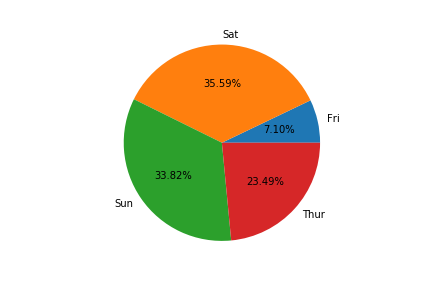 Sat
35.59%
Fri
7.10%
33.82%
23.49%
Sun
Thur